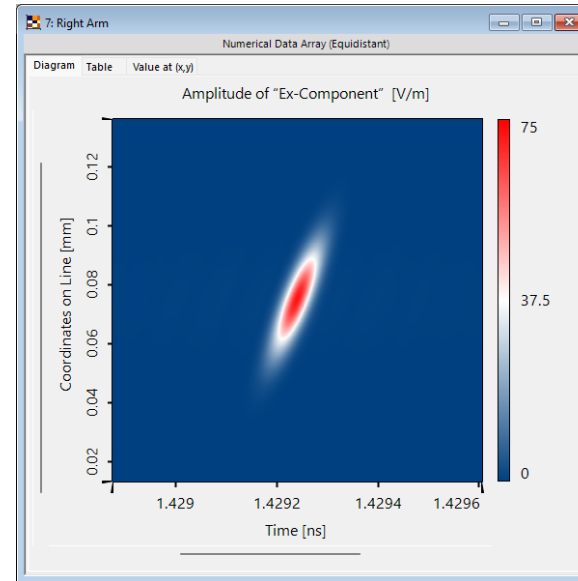 7: Right Arm
Numerical Data Array (Equidistant)
Diagram Table Value at (x,y)
Amplitude of "Ex-Component" [V/m]
75
37.5
0
0.12
0.1
0.08
0.06
0.04
0.02
Coordinates on Line [mm]
1.429 1.4292 1.4294 1.4296
Time [ns]